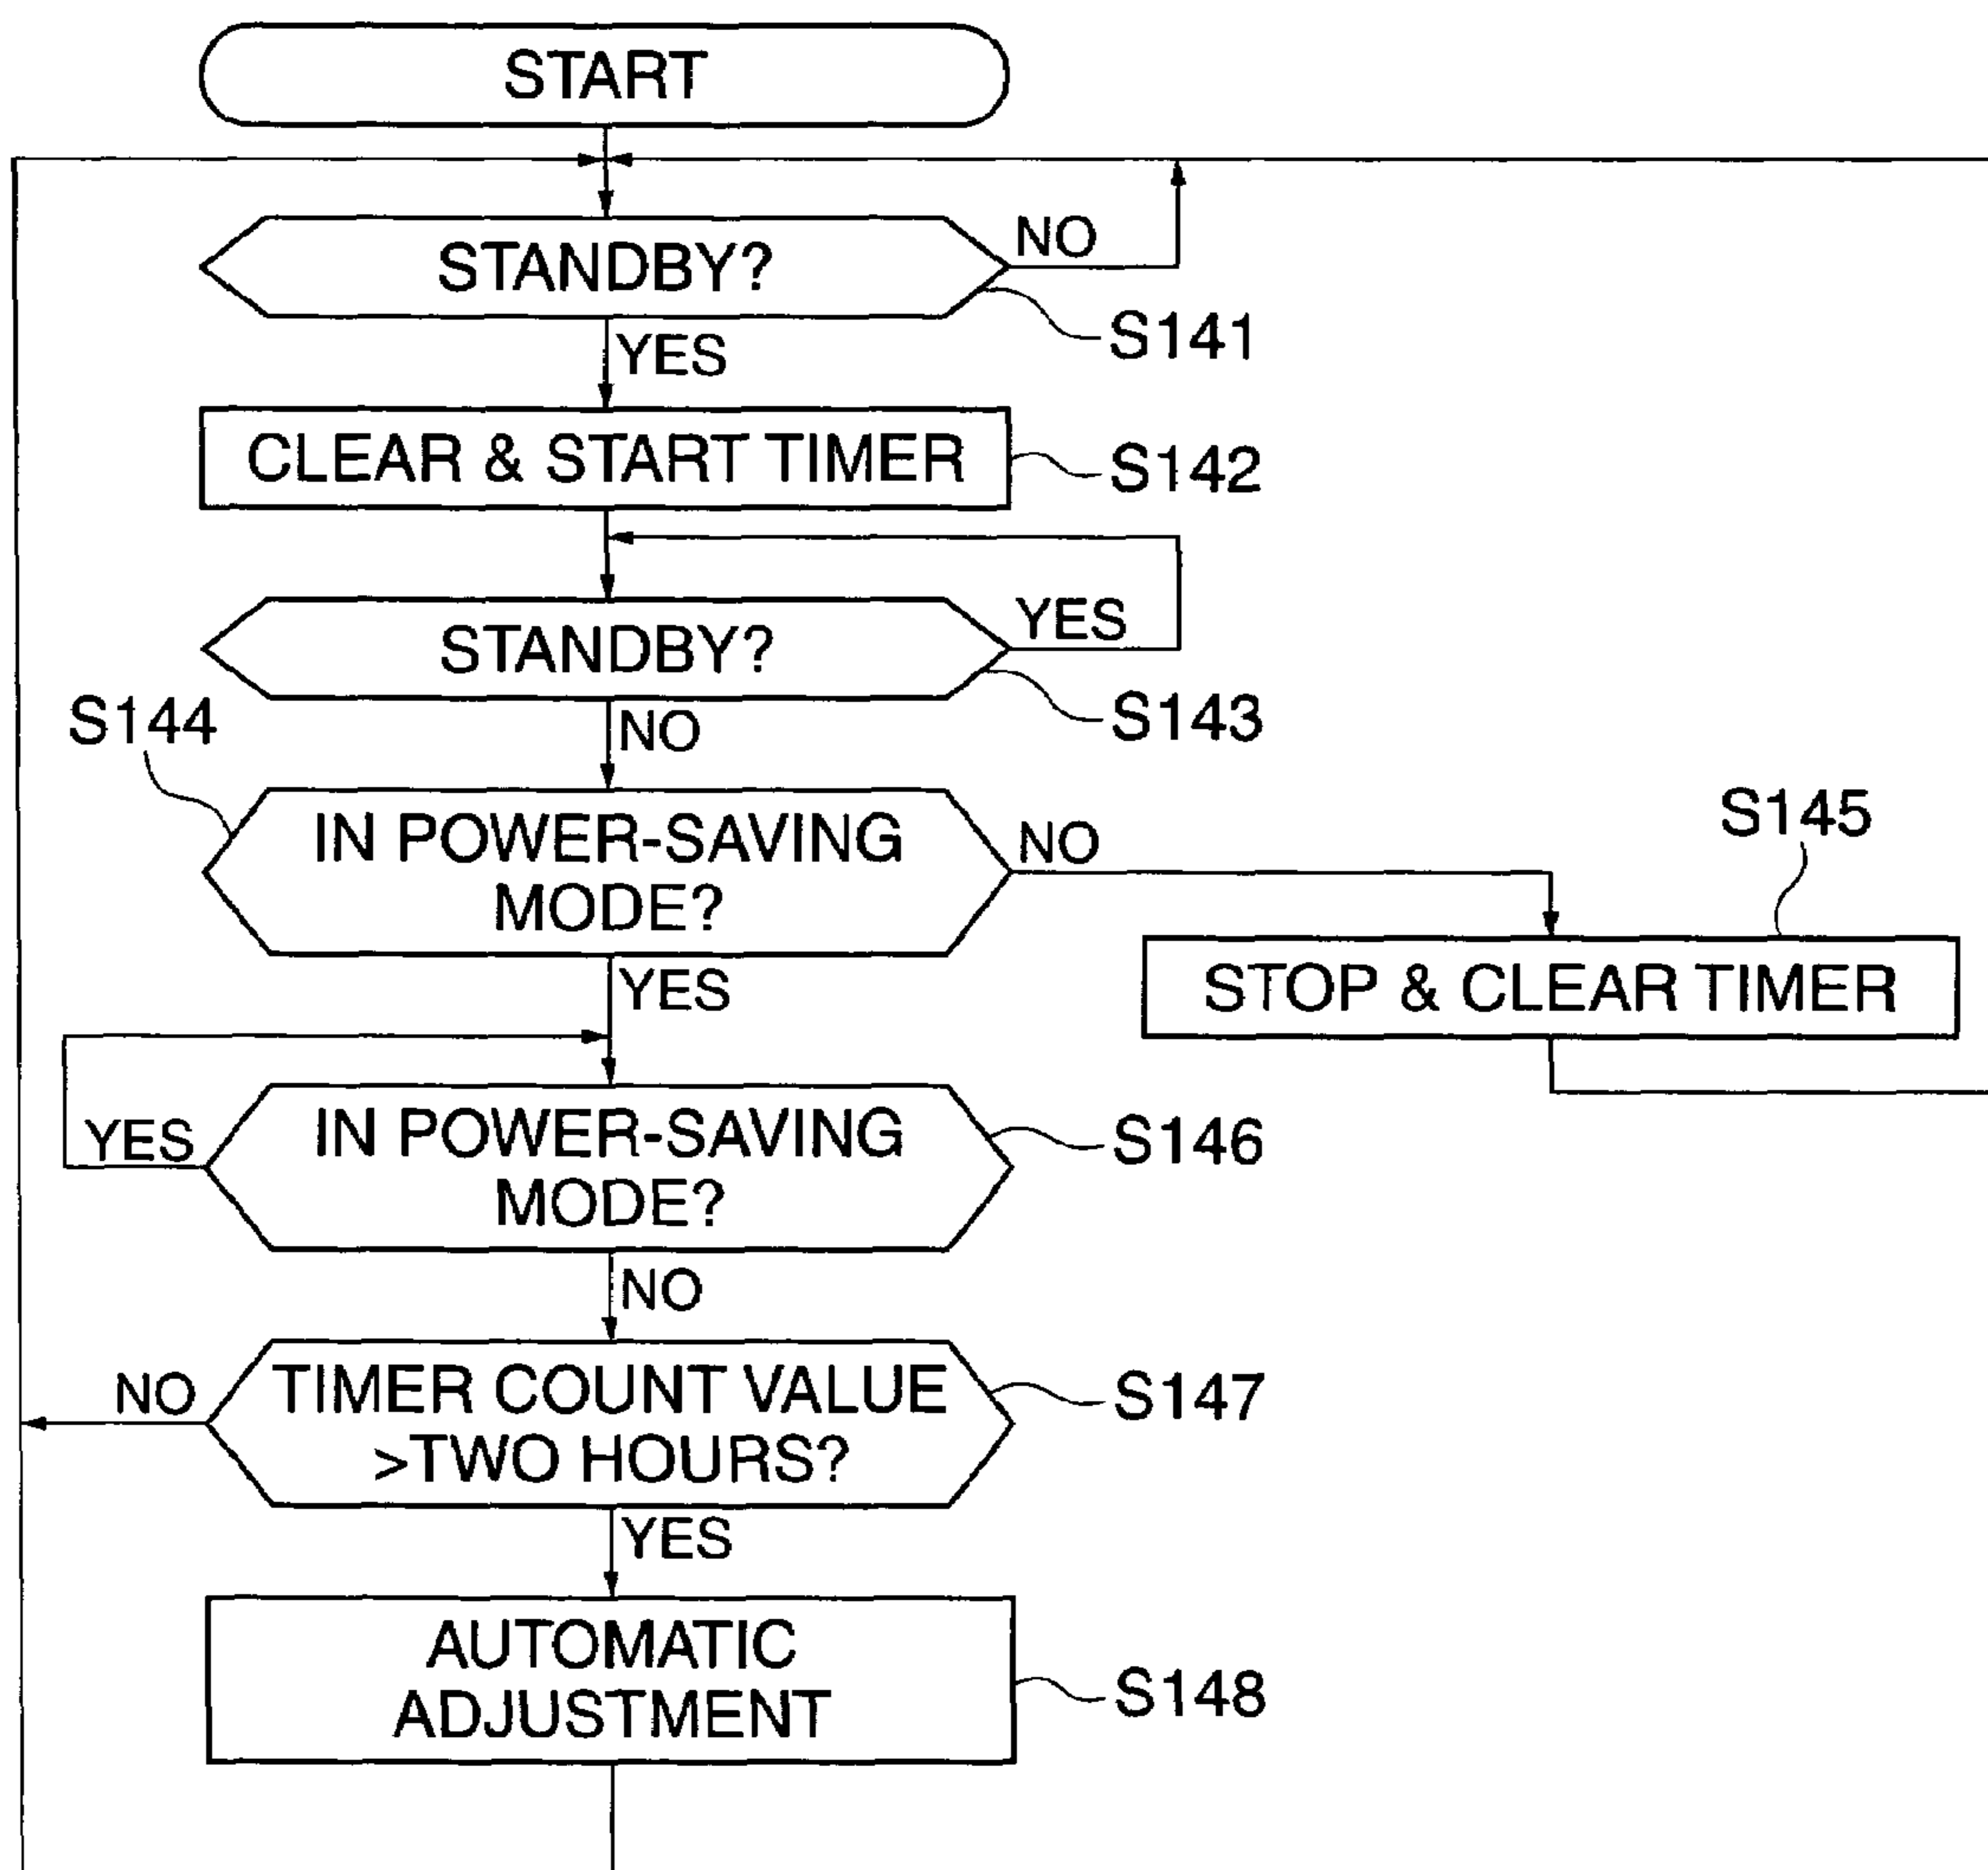 START
STANDBY?
NO
S141
YES
CLEAR & START TIMER
S142
STANDBY?
YES
S143
NO
S144
IN POWER-SAVING
MODE?
NO
S145
STOP & CLEAR TIMER
YES
IN POWER-SAVING
MODE?
YES
S146
NO
TIMER COUNT VALUE
>TWO HOURS?
NO
S147
YES
AUTOMATIC
ADJUSTMENT
S148